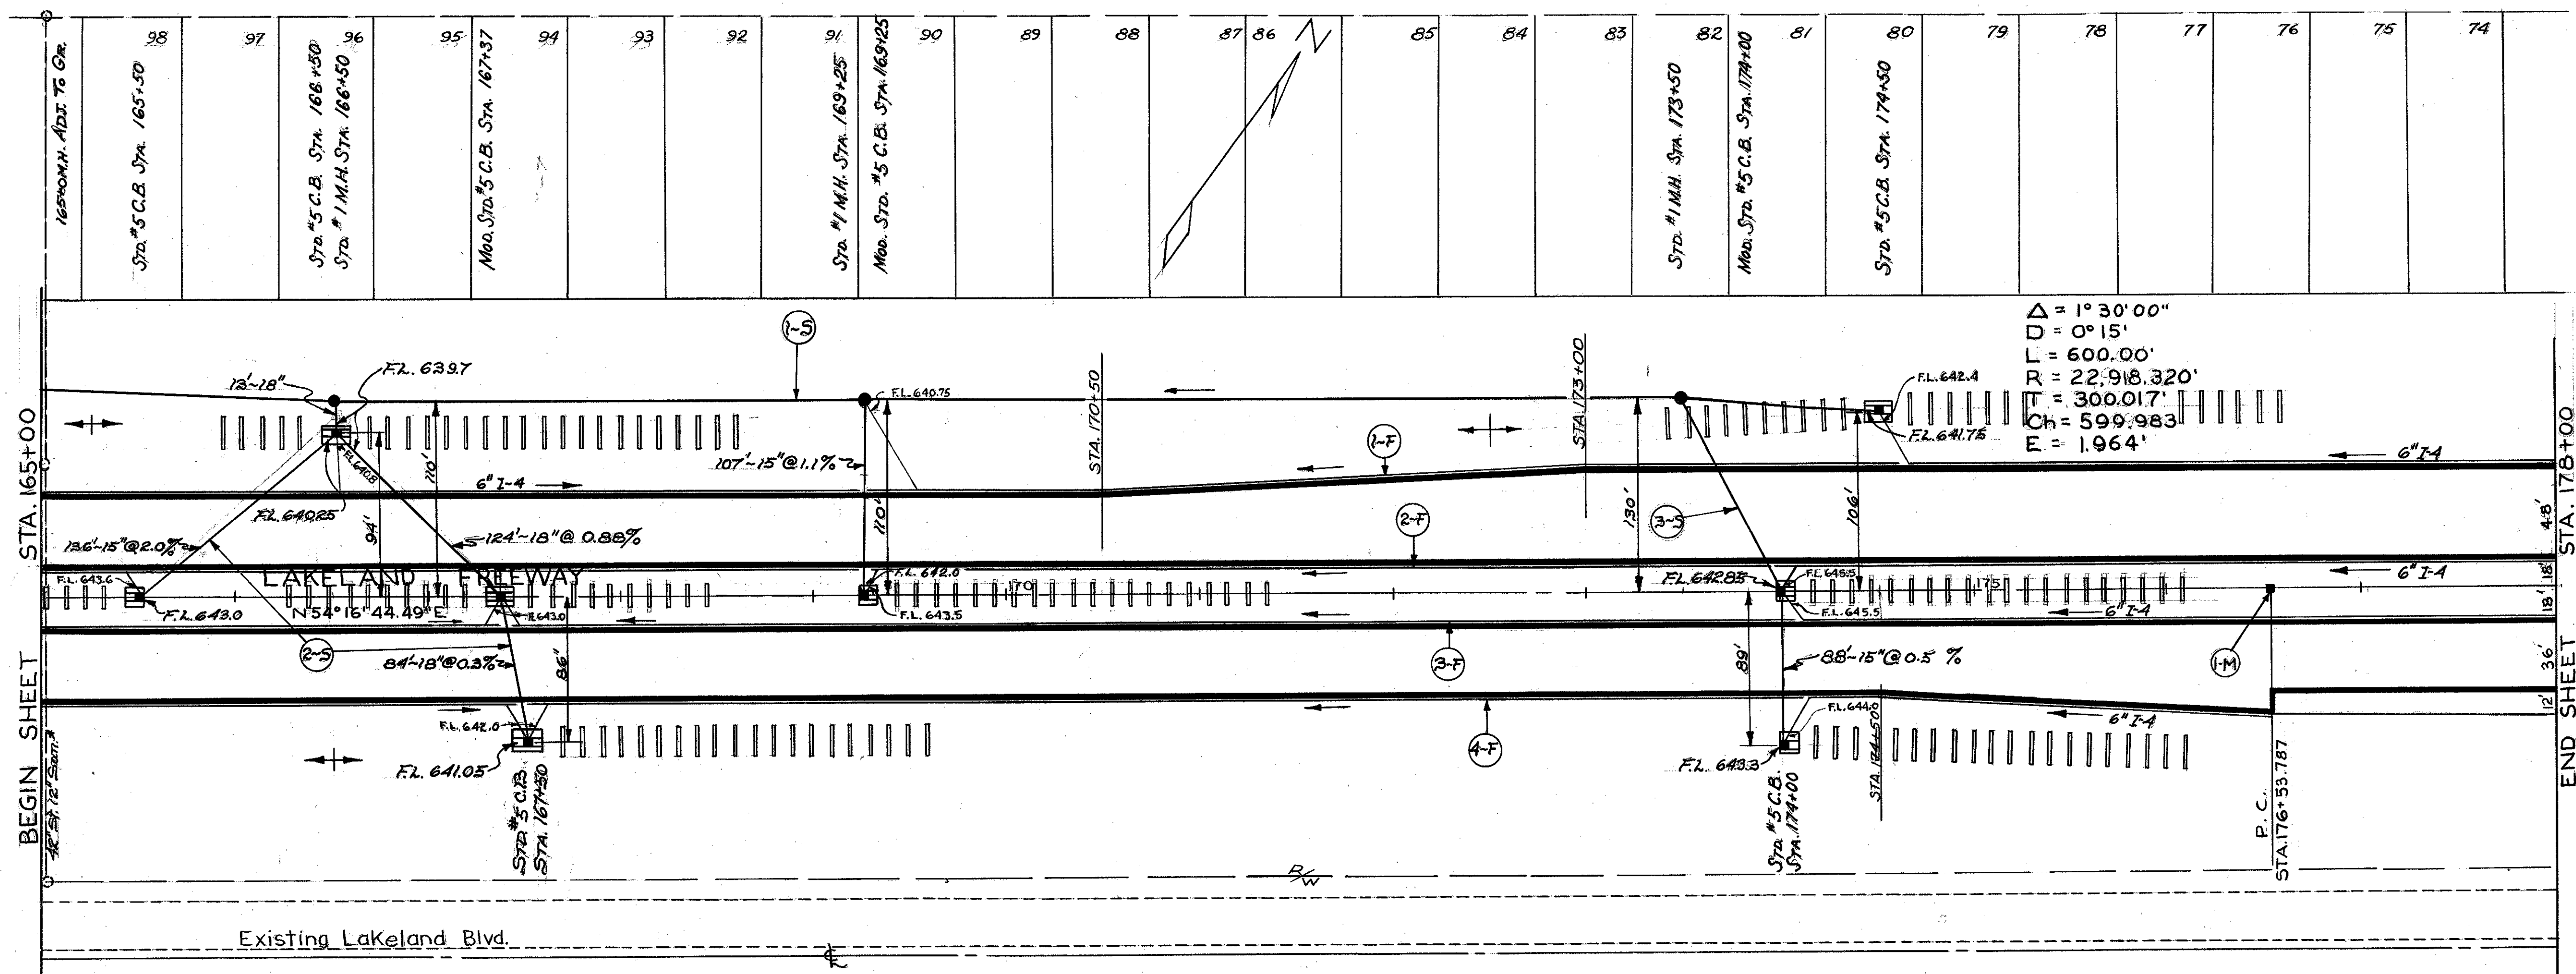 98 97 96 95 94 93 92 91 90 89 88 87 86 85 84 83 82 81 80 79 78 77 76 75 74
N
STD. #5 C.B. STA. 165+50
STD. #5 C.B. STA. 166+50
STD. #1 M.H. STA. 166+50
MOD. STD. #5 C.B. STA. 167+37
STD. #1 M.H. STA. 169+25
MOD. STD. #5 C.B. STA. 169+25
STD. #1 M.H. STA. 173+50
MOD. STD. #5 C.B. STA. 174+00
STD. #5 C.B. STA. 174+50
Δ = 1° 30' 00"
D = 0° 15'
L = 600.00'
R = 22,918.320'
T = 300.017'
Ch = 599.983
E = 1.964'
BEGIN SHEET STA. 165+00
1-S
13'~18"
F.L. 639.7
F.L. 640.75
STA. 170+50
STA. 173+00
F.L. 642.4
F.L. 641.75
1-F
107'~15" @ 1.1%
6" I-4
6" I-4
F.L. 640.8
F.L. 640.25
94'
110'
110'
130'
106'
2-F
3-S
136'~15" @ 2.0%
124'~18" @ 0.88%
LAKELAND FREEWAY
F.L. 643.6
F.L. 643.0
N 54° 16' 44.49" E
F.L. 643.0
F.L. 642.0
F.L. 643.5
170
F.L. 642.83
F.L. 645.5
F.L. 645.5
175
6" I-4
6" I-4
2-S
84'~18" @ 0.3%
86'
3-F
89'
88'~15" @ 0.5 %
1-M
F.L. 642.0
F.L. 641.05
4-F
F.L. 644.0
F.L. 643.3
6" I-4
STD. #5 C.B.
STA. 167+50
STD. #5 C.B.
STA. 174+00
STA. 174+50
P. C.
STA. 176+53.787
48'
18'
18'
36'
12'
END SHEET STA. 178+00
R/W
Existing Lakeland Blvd.